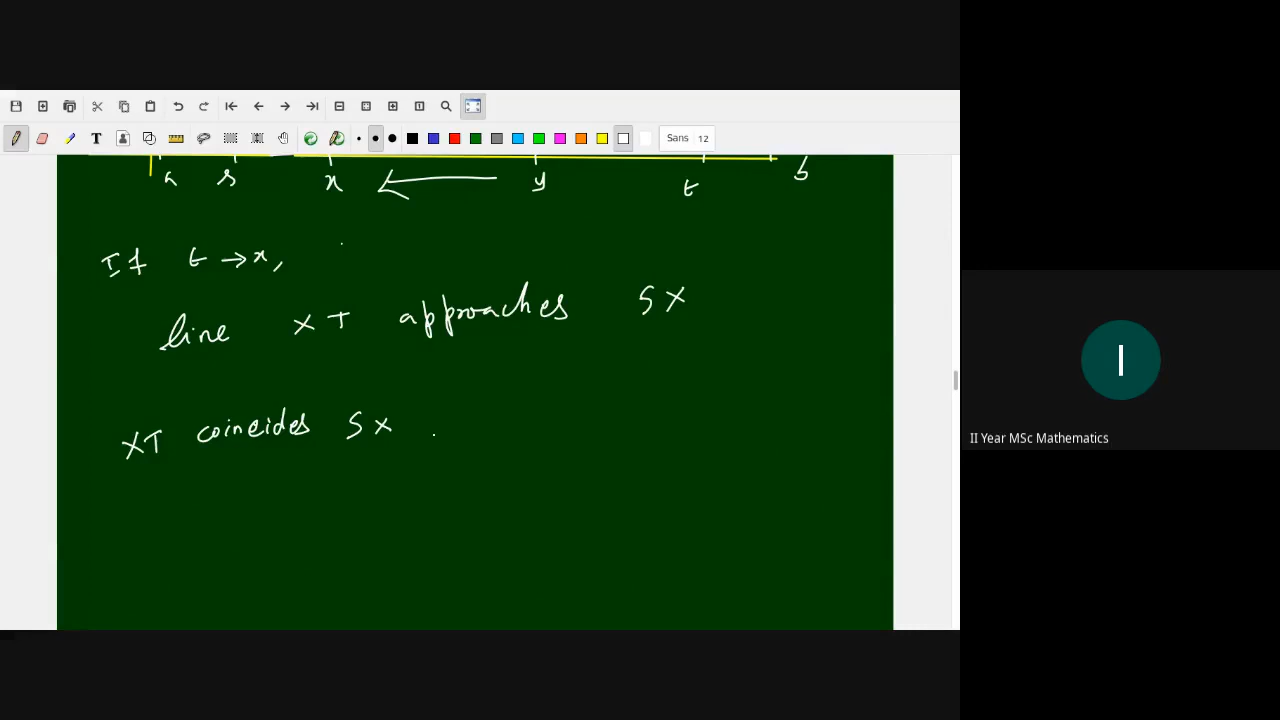 T
Sans 12
a s x y t b
If t → x,
line XT approaches SX
XT coincides SX .
I
II Year MSc Mathematics